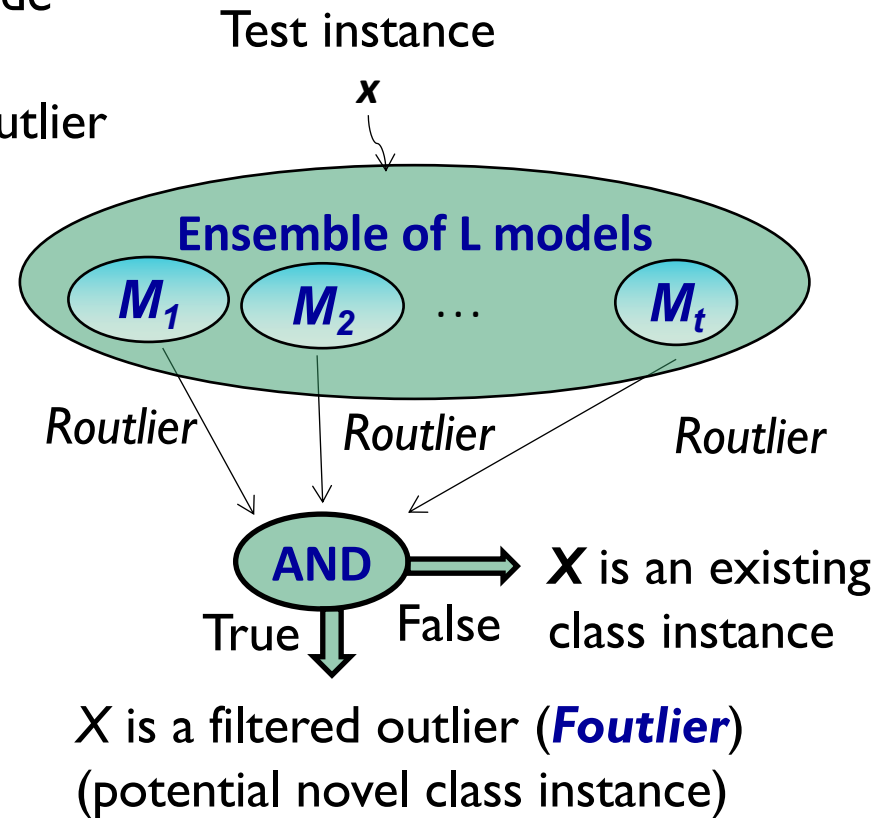 Test instance
x
utlier
Ensemble of L models
M1 M2 ... Mt
Routlier Routlier Routlier
AND
X is an existing
class instance
True False
X is a filtered outlier (Foutlier)
(potential novel class instance)